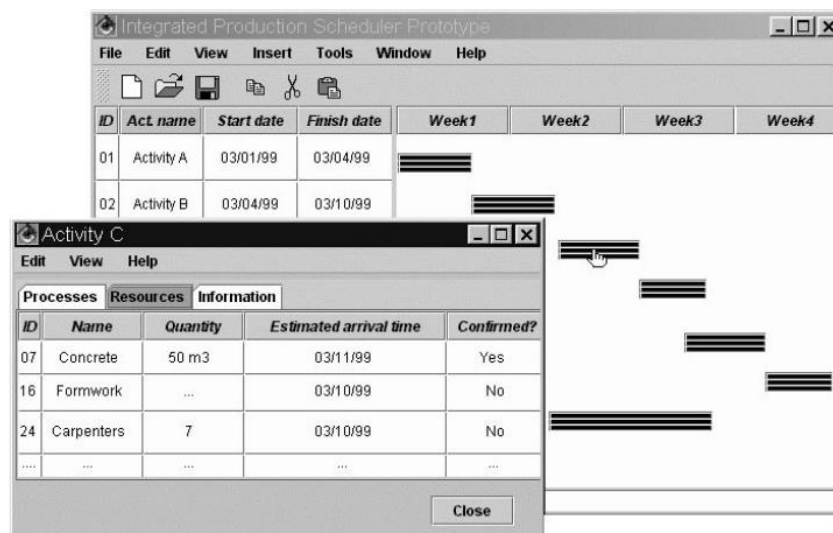 Integrated Production Scheduler Prototype
File Edit View Insert Tools Window Help
ID Act. name Start date Finish date Week1 Week2 Week3 Week4
01 Activity A 03/01/99 03/04/99
02 Activity B 03/04/99 03/10/99
Activity C
Edit View Help
Processes Resources Information
ID Name Quantity Estimated arrival time Confirmed?
07 Concrete 50 m3 03/11/99 Yes
16 Formwork ... 03/10/99 No
24 Carpenters 7 03/10/99 No
.... ... ... ... ...
Close